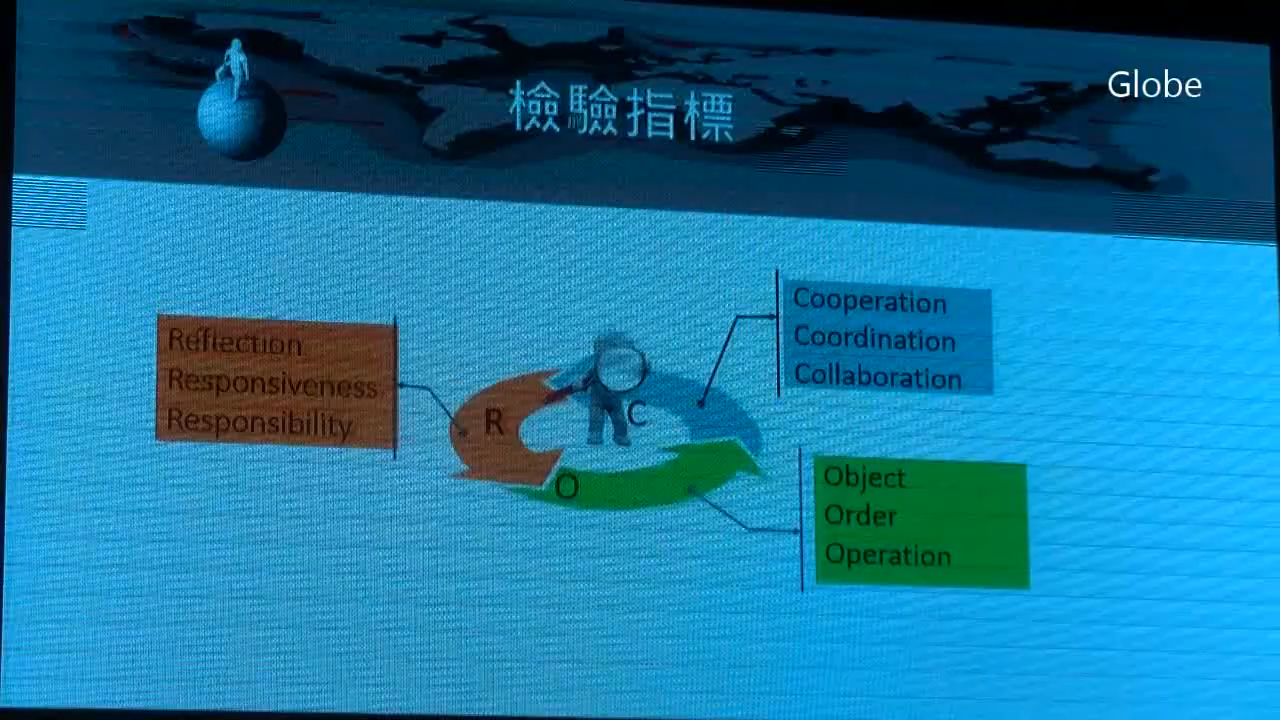 Globe
檢驗指標
Reflection
Responsiveness
Responsibility
Cooperation
Coordination
Collaboration
R
C
O
Object
Order
Operation